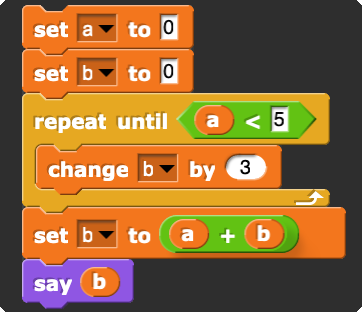 set a to 0
set b to 0
repeat until a < 5
change b by 3
set b to a + b
say b